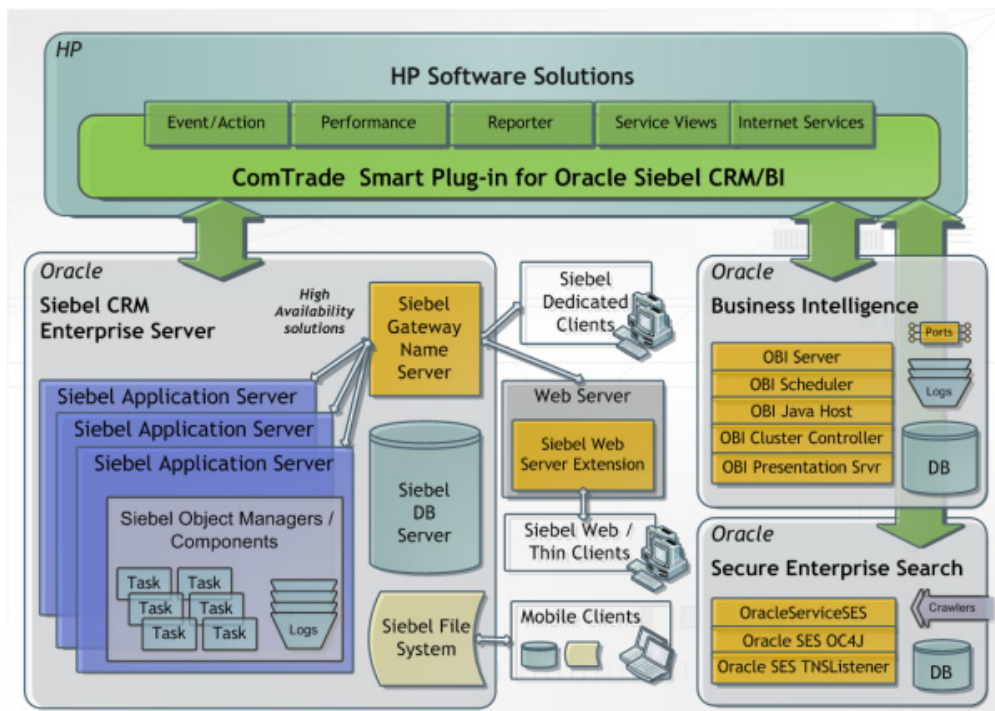 HP
HP Software Solutions
Event/Action
Performance
Reporter
Service Views
Internet Services
ComTrade Smart Plug-in for Oracle Siebel CRM/BI
Oracle
Siebel CRM
Enterprise Server
High
Availability
solutions
Siebel
Gateway
Name
Server
Siebel Application Server
Siebel Application Server
Siebel Application Server
Siebel Object Managers /
Components
Task
Task
Task
Task
Task
Task
Logs
Siebel
DB
Server
Siebel File
System
Siebel
Dedicated
Clients
Web Server
Siebel Web
Server Extension
Siebel Web /
Thin Clients
Mobile Clients
Oracle
Business Intelligence
Ports
OBI Server
OBI Scheduler
OBI Java Host
OBI Cluster Controller
OBI Presentation Srvr
Logs
DB
Oracle
Secure Enterprise Search
OracleServiceSES
Oracle SES OC4J
Oracle SES TNSListener
Crawlers
DB